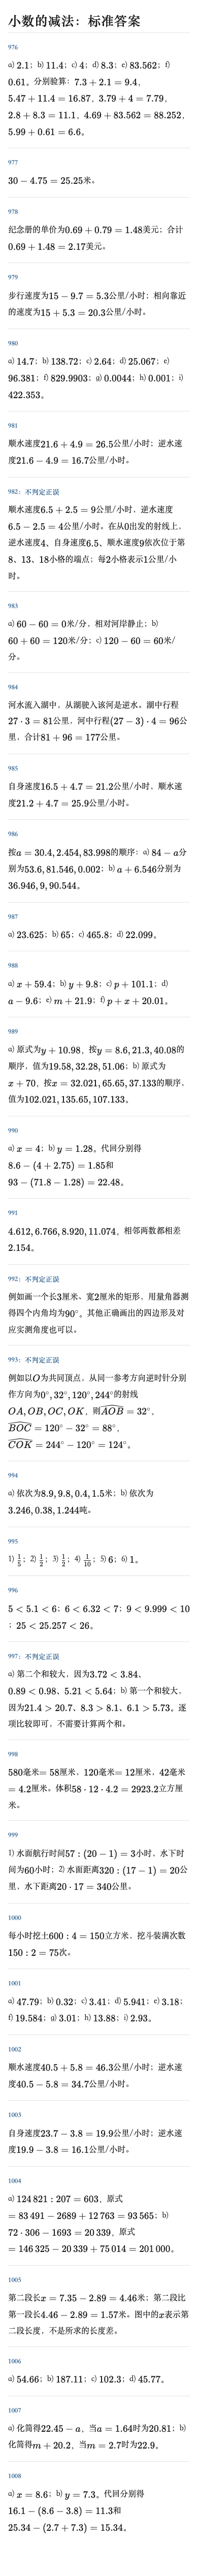 小数的减法：标准答案
976
a) 2.1；b) 11.4；c) 4；d) 8.3；e) 83.562；f)
0.61。分别验算：7.3 + 2.1 = 9.4，
5.47 + 11.4 = 16.87，3.79 + 4 = 7.79，
2.8 + 8.3 = 11.1，4.69 + 83.562 = 88.252，
5.99 + 0.61 = 6.6。
977
30 − 4.75 = 25.25米。
978
纪念册的单价为0.69 + 0.79 = 1.48美元；合计
0.69 + 1.48 = 2.17美元。
979
步行速度为15 − 9.7 = 5.3公里/小时；相向靠近
的速度为15 + 5.3 = 20.3公里/小时。
980
a) 14.7；b) 138.72；c) 2.64；d) 25.067；e)
96.381；f) 829.9903；g) 0.0044；h) 0.001；i)
422.353。
981
顺水速度21.6 + 4.9 = 26.5公里/小时；逆水速
度21.6 − 4.9 = 16.7公里/小时。
982：不判定正误
顺水速度6.5 + 2.5 = 9公里/小时，逆水速度
6.5 − 2.5 = 4公里/小时。在从0出发的射线上，
逆水速度4、自身速度6.5、顺水速度9依次位于第
8、13、18小格的端点；每2小格表示1公里/小
时。
983
a) 60 − 60 = 0米/分，相对河岸静止；b)
60 + 60 = 120米/分；c) 120 − 60 = 60米/
分。
984
河水流入湖中，从湖驶入该河是逆水。湖中行程
27 · 3 = 81公里，河中行程(27 − 3) · 4 = 96公
里，合计81 + 96 = 177公里。
985
自身速度16.5 + 4.7 = 21.2公里/小时，顺水速
度21.2 + 4.7 = 25.9公里/小时。
986
按a = 30.4, 2.454, 83.998的顺序：a) 84 − a分
别为53.6, 81.546, 0.002；b) a + 6.546分别为
36.946, 9, 90.544。
987
a) 23.625；b) 65；c) 465.8；d) 22.099。
988
a) x + 59.4；b) y + 9.8；c) p + 101.1；d)
a − 9.6；e) m + 21.9；f) p + x + 20.01。
989
a) 原式为y + 10.98，按y = 8.6, 21.3, 40.08的
顺序，值为19.58, 32.28, 51.06；b) 原式为
x + 70，按x = 32.021, 65.65, 37.133的顺序，
值为102.021, 135.65, 107.133。
990
a) x = 4；b) y = 1.28。代回分别得
8.6 − (4 + 2.75) = 1.85和
93 − (71.8 − 1.28) = 22.48。
991
4.612, 6.766, 8.920, 11.074，相邻两数都相差
2.154。
992：不判定正误
例如画一个长3厘米、宽2厘米的矩形，用量角器测
得四个内角均为90°。其他正确画出的四边形及对
应实测角度也可以。
993：不判定正误
例如以O为共同顶点，从同一参考方向逆时针分别
作方向为0°, 32°, 120°, 244°的射线
OA, OB, OC, OK，则AOB = 32°，
BOC = 120° − 32° = 88°，
COK = 244° − 120° = 124°。
994
a) 依次为8.9, 9.8, 0.4, 1.5米；b) 依次为
3.246, 0.38, 1.244吨。
995
1) 1/5；2) 1/2；3) 1/2；4) 1/10；5) 6；6) 1。
996
5 < 5.1 < 6；6 < 6.32 < 7；9 < 9.999 < 10
；25 < 25.257 < 26。
997：不判定正误
a) 第二个和较大，因为3.72 < 3.84、
0.89 < 0.98、5.21 < 5.64；b) 第一个和较大，
因为21.4 > 20.7、8.3 > 8.1、6.1 > 5.73。逐
项比较即可，不需要计算两个和。
998
580毫米= 58厘米、120毫米= 12厘米，42毫米
= 4.2厘米。体积58 · 12 · 4.2 = 2923.2立方厘
米。
999
1) 水面航行时间57 : (20 − 1) = 3小时，水下时
间为60小时；2) 水面距离320 : (17 − 1) = 20公
里，水下距离20 · 17 = 340公里。
1000
每小时挖土600 : 4 = 150立方米，挖斗装满次数
150 : 2 = 75次。
1001
a) 47.79；b) 0.32；c) 3.41；d) 5.941；e) 3.18；
f) 19.584；g) 3.01；h) 13.88；i) 2.93。
1002
顺水速度40.5 + 5.8 = 46.3公里/小时；逆水速
度40.5 − 5.8 = 34.7公里/小时。
1003
自身速度23.7 − 3.8 = 19.9公里/小时；逆水速
度19.9 − 3.8 = 16.1公里/小时。
1004
a) 124 821 : 207 = 603，原式
= 83 491 − 2689 + 12 763 = 93 565；b)
72 · 306 − 1693 = 20 339，原式
= 146 325 − 20 339 + 75 014 = 201 000。
1005
第二段长x = 7.35 − 2.89 = 4.46米；第二段比
第一段长4.46 − 2.89 = 1.57米。图中的x表示第
二段长度，不是所求的长度差。
1006
a) 54.66；b) 187.11；c) 102.3；d) 45.77。
1007
a) 化简得22.45 − a，当a = 1.64时为20.81；b)
化简得m + 20.2，当m = 2.7时为22.9。
1008
a) x = 8.6；b) y = 7.3。代回分别得
16.1 − (8.6 − 3.8) = 11.3和
25.34 − (2.7 + 7.3) = 15.34。